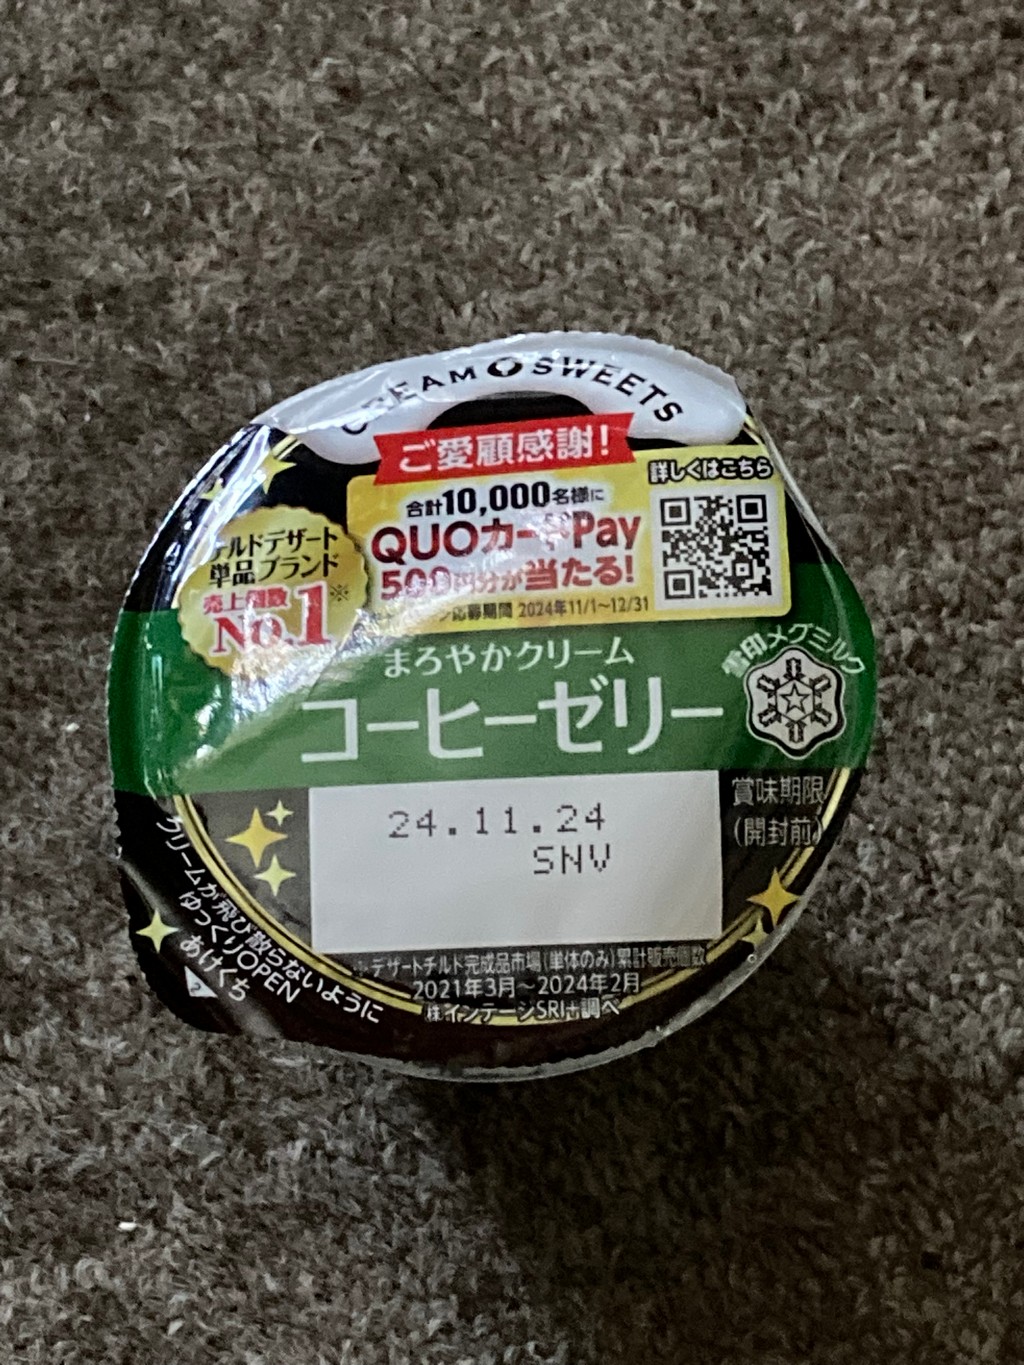 CREAM SWEETS
ご愛顧感謝!
詳しくはこちら
合計10,000名様に
QUOカードPay
500円分が当たる!
応募期間 2024年11/1〜12/31
チルドデザート
単品ブランド
売上個数
No.1※
まろやかクリーム
コーヒーゼリー
雪印メグミルク
賞味期限
(開封前)
24.11.24
SNV
クリームが飛び散らないように
ゆっくりOPEN
あけくち
デザートチルド完成品市場(単体のみ)累計販売個数
2021年3月〜2024年2月
㈱インテージSRI+調べ